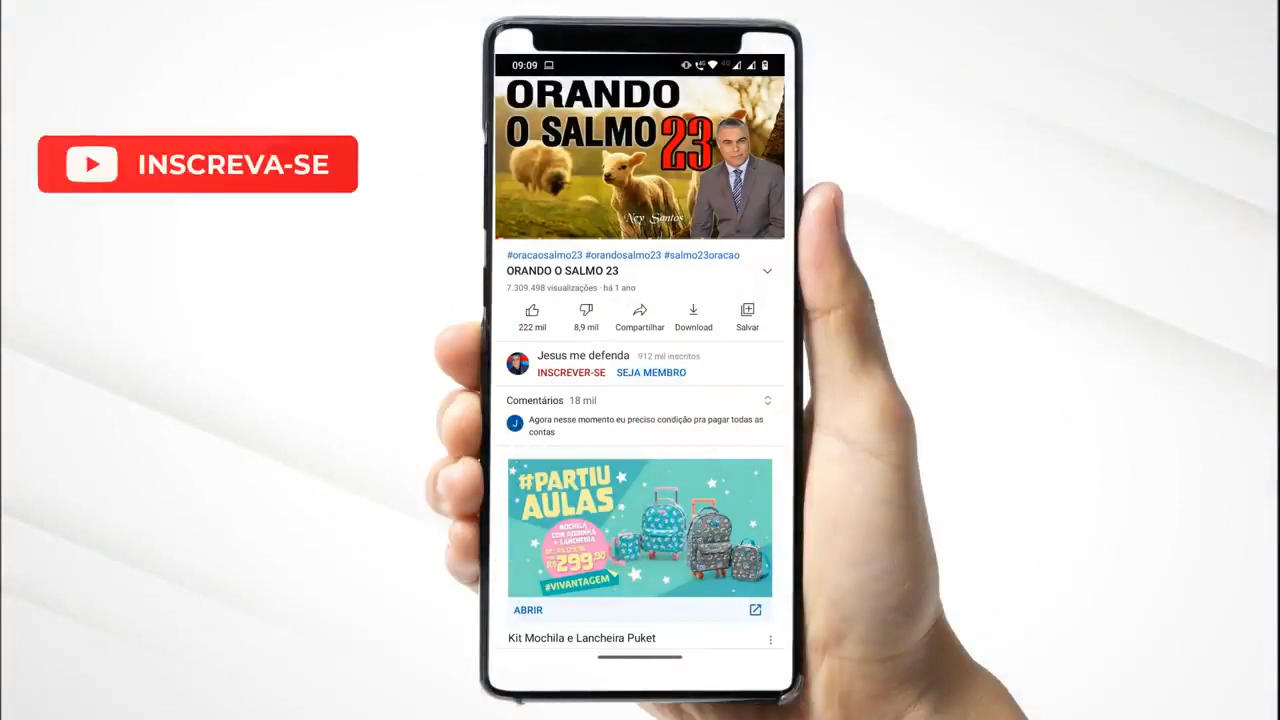 INSCREVA-SE
09:09
ORANDO
O SALMO 23
Ney Santos
#oracaosalmo23 #orandosalmo23 #salmo23oracao
ORANDO O SALMO 23
7.309.498 visualizações · há 1 ano
222 mil
8,9 mil
Compartilhar
Download
Salvar
Jesus me defenda 912 mil inscritos
INSCREVER-SE SEJA MEMBRO
Comentários 18 mil
J
Agora nesse momento eu preciso condição pra pagar todas as
contas
#PARTIU
AULAS
MOCHILA
COM RODINHA
+ LANCHEIRA
R$299,90
#VIVANTAGEM
ABRIR
Kit Mochila e Lancheira Puket